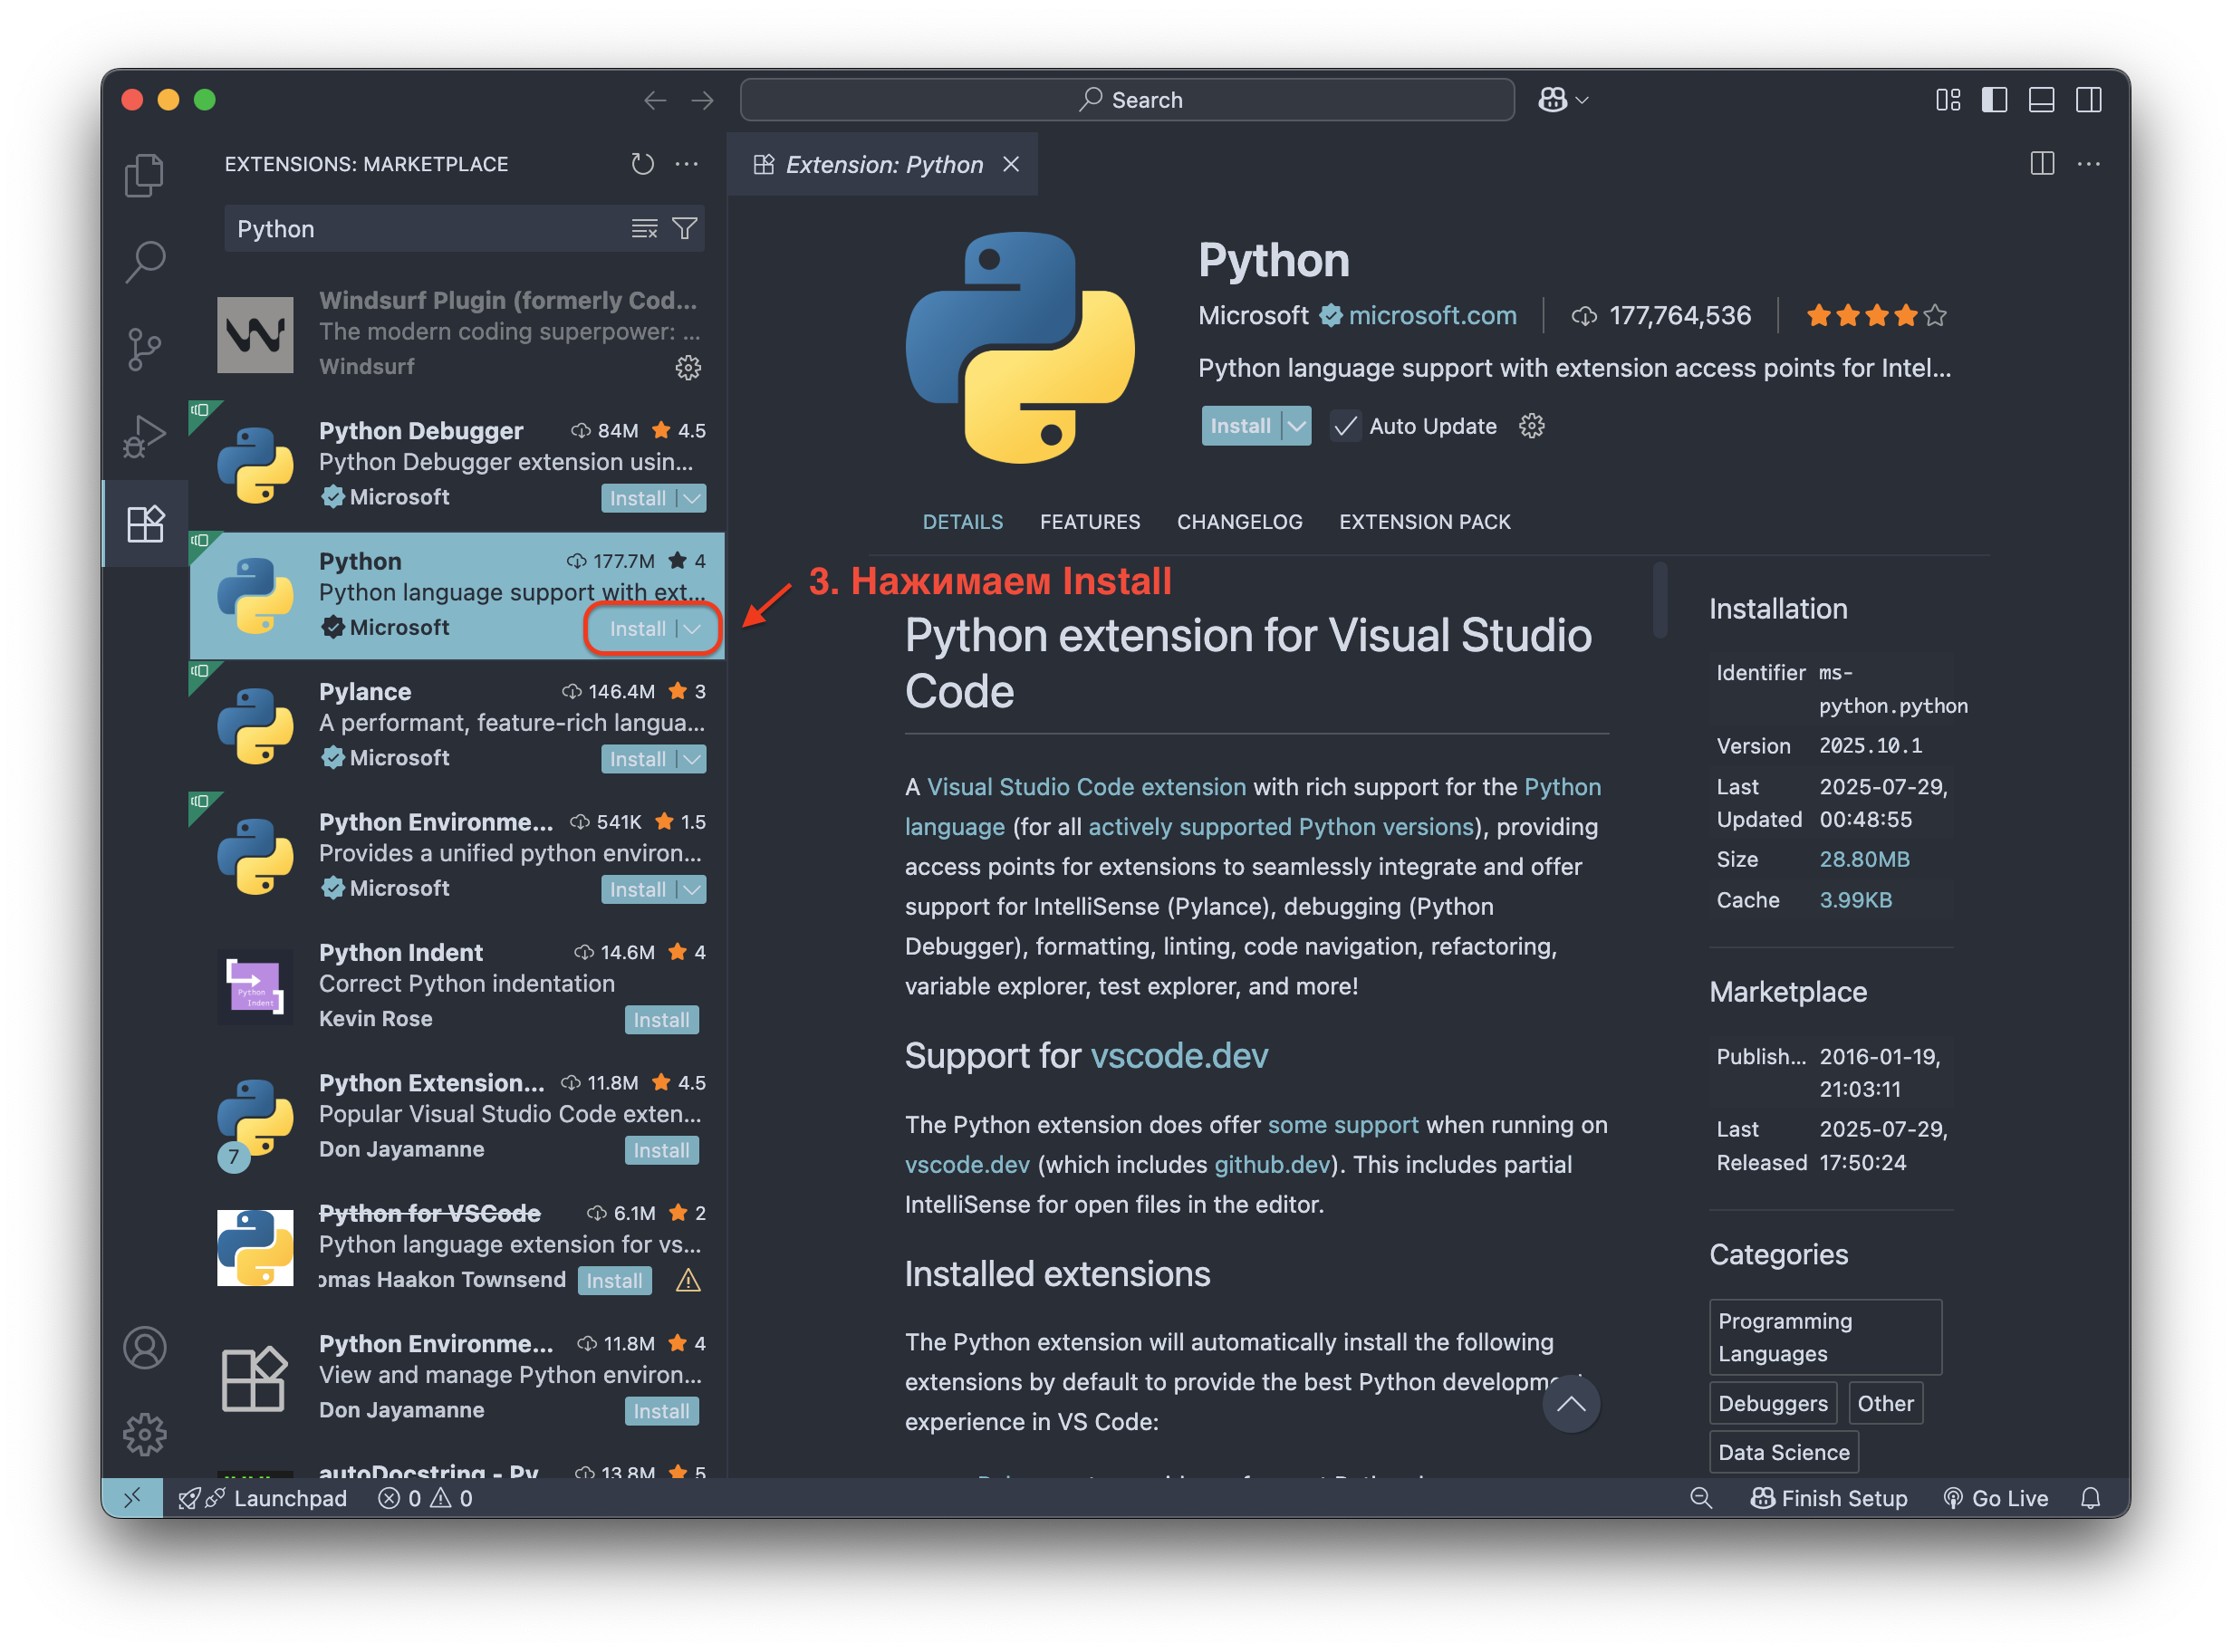 Search
EXTENSIONS: MARKETPLACE
Python
Windsurf Plugin (formerly Cod...
The modern coding superpower: ...
Windsurf
Python Debugger 84M 4.5
Python Debugger extension usin...
Microsoft Install
Python 177.7M 4
Python language support with ext...
Microsoft Install
Pylance 146.4M 3
A performant, feature-rich langua...
Microsoft Install
Python Environme... 541K 1.5
Provides a unified python environ...
Microsoft Install
Python Indent 14.6M 4
Correct Python indentation
Kevin Rose Install
Python
Indent
Python Extension... 11.8M 4.5
Popular Visual Studio Code exten...
Don Jayamanne Install
7
Python for VSCode 6.1M 2
Python language extension for vs...
omas Haakon Townsend Install
Python Environme... 11.8M 4
View and manage Python environ...
Don Jayamanne Install
autoDocstring - Py 13.8M 5
Extension: Python
Python
Microsoft microsoft.com 177,764,536
Python language support with extension access points for Intel...
Install Auto Update
DETAILS FEATURES CHANGELOG EXTENSION PACK
3. Нажимаем Install
Python extension for Visual Studio
Code
A Visual Studio Code extension with rich support for the Python
language (for all actively supported Python versions), providing
access points for extensions to seamlessly integrate and offer
support for IntelliSense (Pylance), debugging (Python
Debugger), formatting, linting, code navigation, refactoring,
variable explorer, test explorer, and more!
Support for vscode.dev
The Python extension does offer some support when running on
vscode.dev (which includes github.dev). This includes partial
IntelliSense for open files in the editor.
Installed extensions
The Python extension will automatically install the following
extensions by default to provide the best Python development
experience in VS Code:
Installation
Identifier ms-
python.python
Version 2025.10.1
Last 2025-07-29,
Updated 00:48:55
Size 28.80MB
Cache 3.99KB
Marketplace
Publish... 2016-01-19,
21:03:11
Last 2025-07-29,
Released 17:50:24
Categories
Programming
Languages
Debuggers Other
Data Science
Launchpad 0 0
Finish Setup Go Live